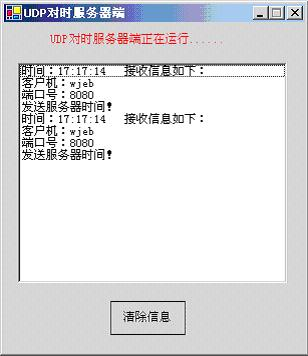 UDP对时服务器端
UDP对时服务器端正在运行......
时间：17:17:14 接收信息如下：
客户机：wjeb
端口号：8080
发送服务器时间！
时间：17:17:14 接收信息如下：
客户机：wjeb
端口号：8080
发送服务器时间！
清除信息